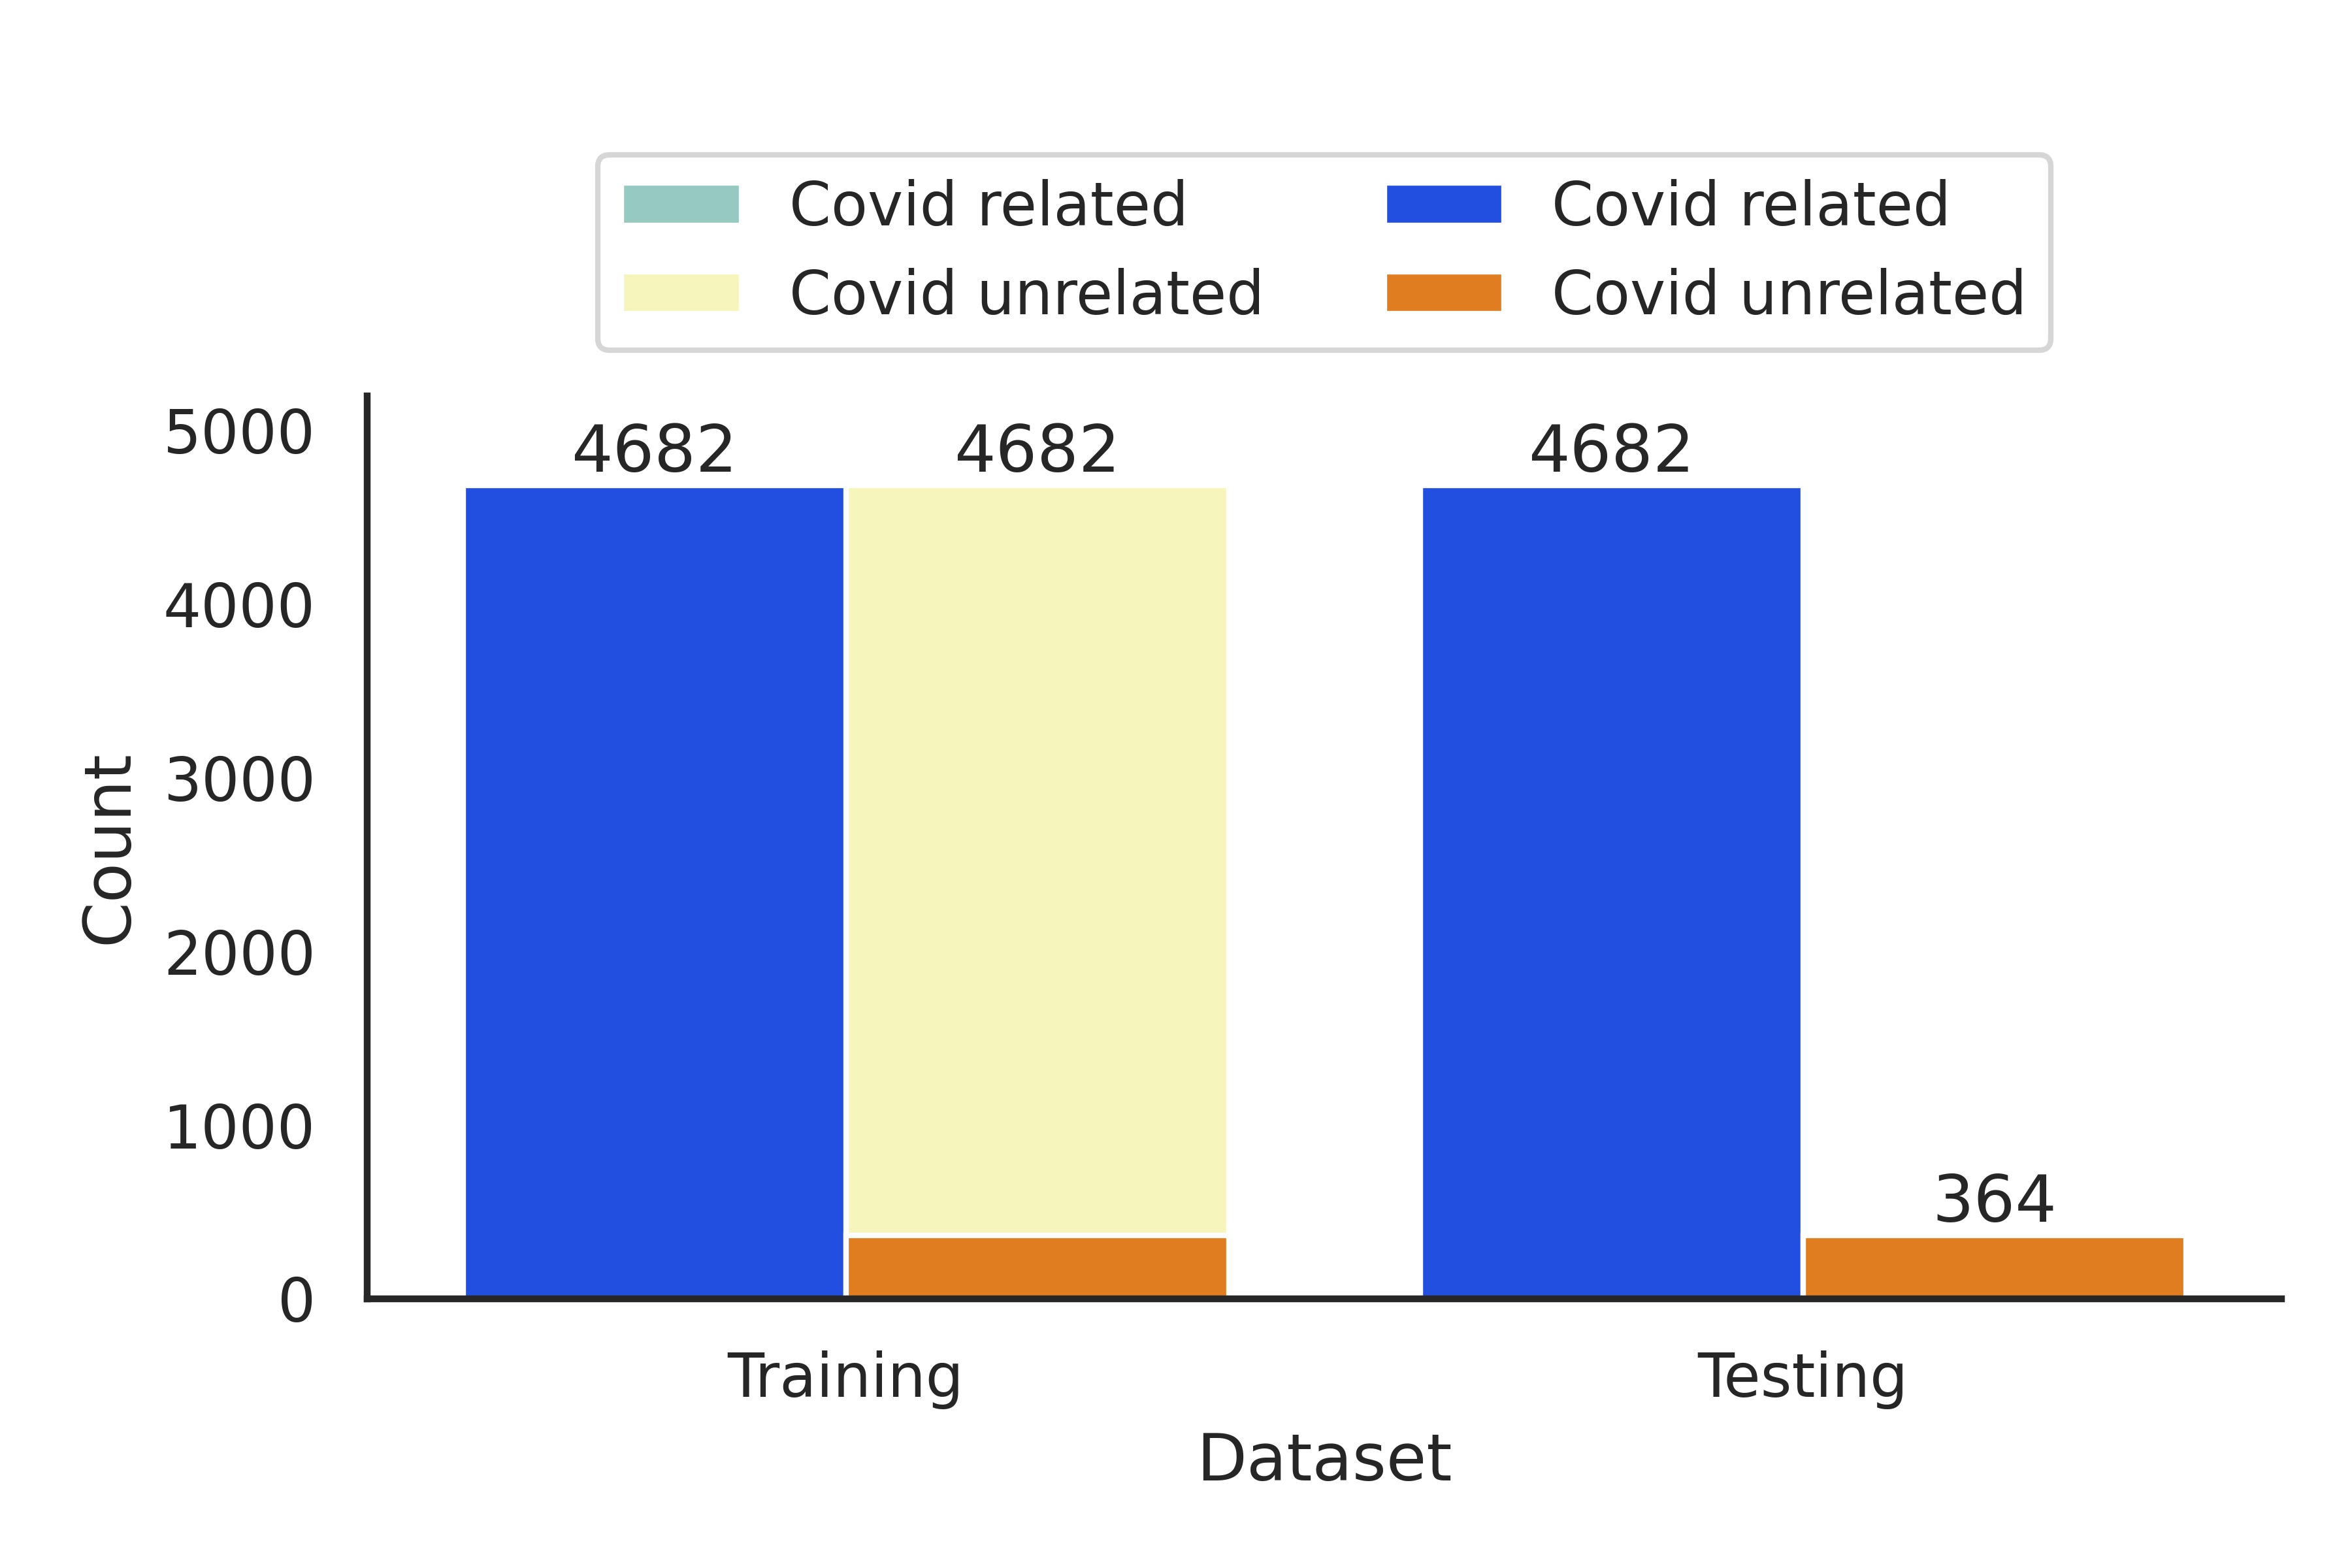 Covid related
Covid unrelated
Covid related
Covid unrelated
5000
4000
3000
2000
1000
0
Count
4682
4682
4682
364
Training
Testing
Dataset